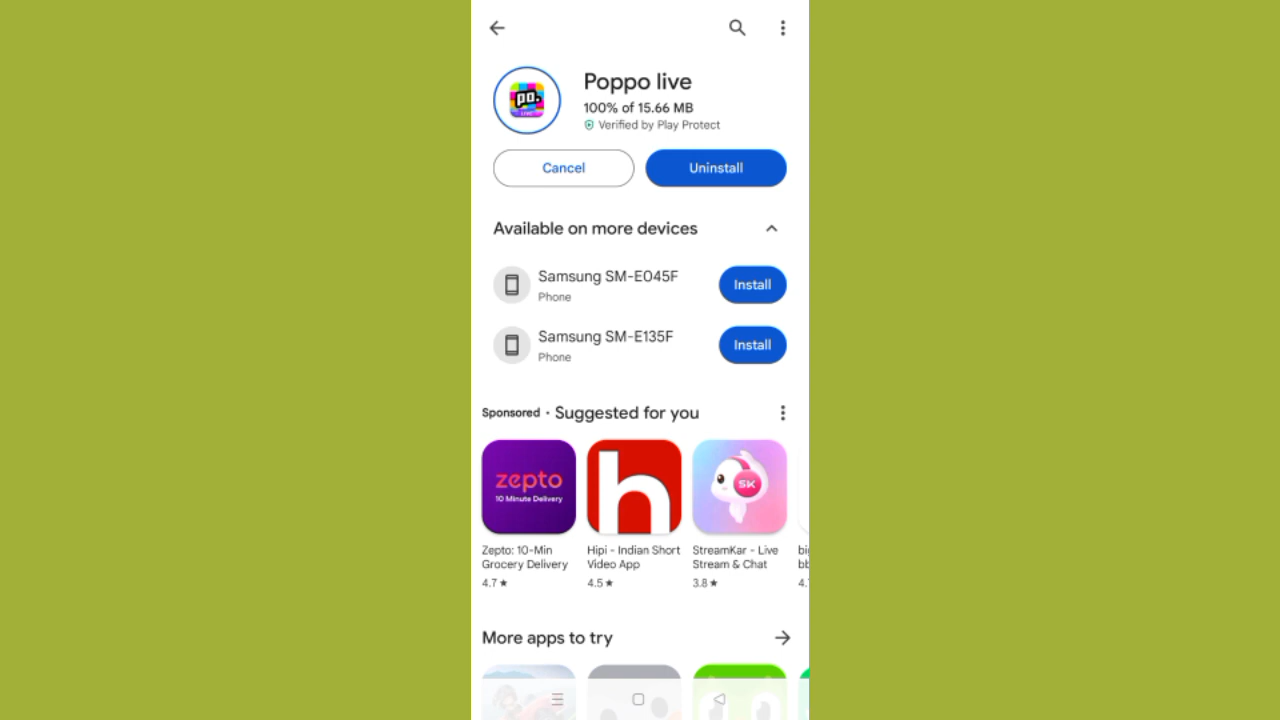 Poppo live
100% of 15.66 MB
Verified by Play Protect
po.
LIVE
Cancel
Uninstall
Available on more devices
Samsung SM-E045F
Phone
Install
Samsung SM-E135F
Phone
Install
Sponsored · Suggested for you
zepto
10 Minute Delivery
h
SK
Zepto: 10-Min
Grocery Delivery
4.7★
Hipi - Indian Short
Video App
4.5★
StreamKar - Live
Stream & Chat
3.8★
More apps to try